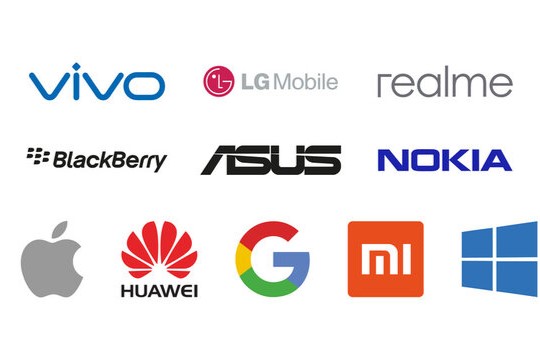 vivo
LG Mobile
realme
BlackBerry
ASUS
NOKIA
HUAWEI
G
mi